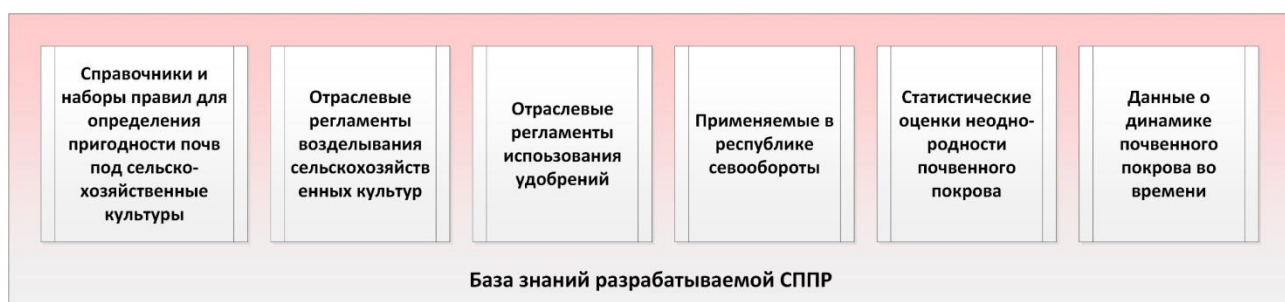 Справочники и
наборы правил для
определения
пригодности почв
под сельско-
хозяйственные
культуры
Отраслевые
регламенты
возделывания
сельскохозяйств
енных культур
Отраслевые
регламенты
испоьзования
удобрений
Применяемые в
республике
севообороты
Статистические
оценки неодно-
родности
почвенного
покрова
Данные о
динамике
почвенного
покрова во
времени
База знаний разрабатываемой СППР